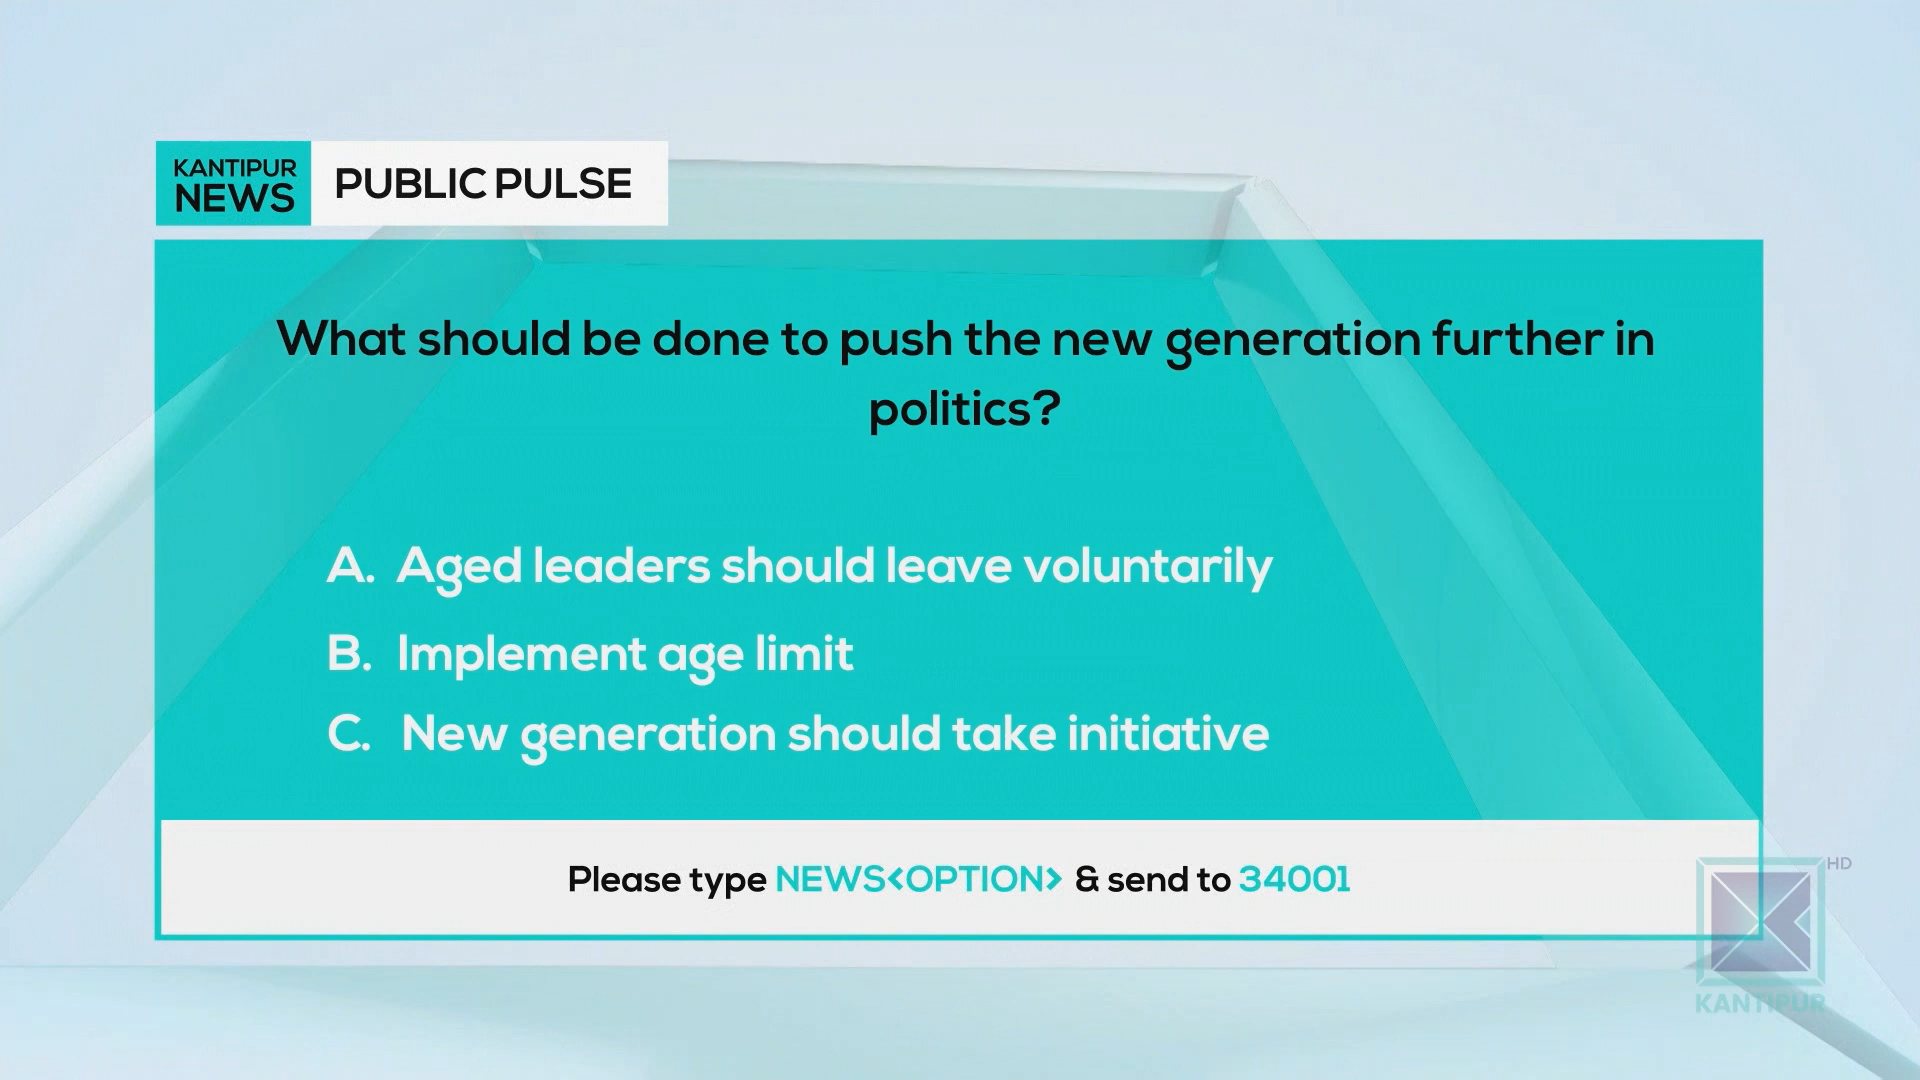 KANTIPUR
NEWS
PUBLIC PULSE
What should be done to push the new generation further in
politics?
A. Aged leaders should leave voluntarily
B. Implement age limit
C. New generation should take initiative
Please type NEWS<OPTION> & send to 34001
HD
KANTIPUR